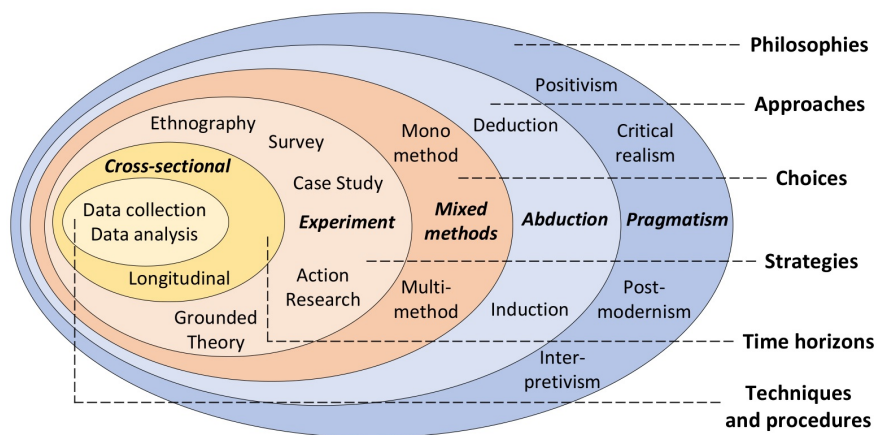 Philosophies
Positivism
Approaches
Deduction
Ethnography
Mono
method
Critical
realism
Survey
Cross-sectional
Case Study
Choices
Data collection
Data analysis
Experiment
Mixed
methods
Abduction
Pragmatism
Strategies
Longitudinal
Action
Research
Multi-
method
Induction
Post-
modernism
Grounded
Theory
Time horizons
Inter-
pretivism
Techniques
and procedures